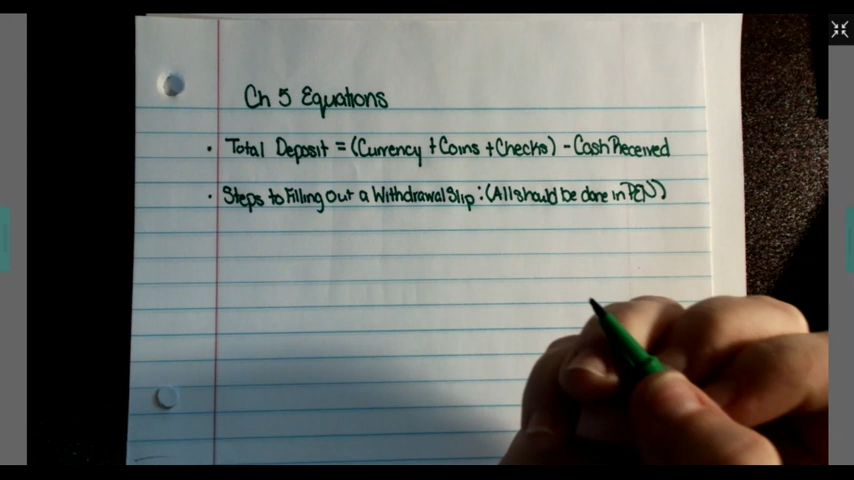 Ch 5 Equations
• Total Deposit = (Currency + Coins + Checks) - Cash Received
• Steps to Filling Out a Withdrawal Slip: (All should be done in PEN)